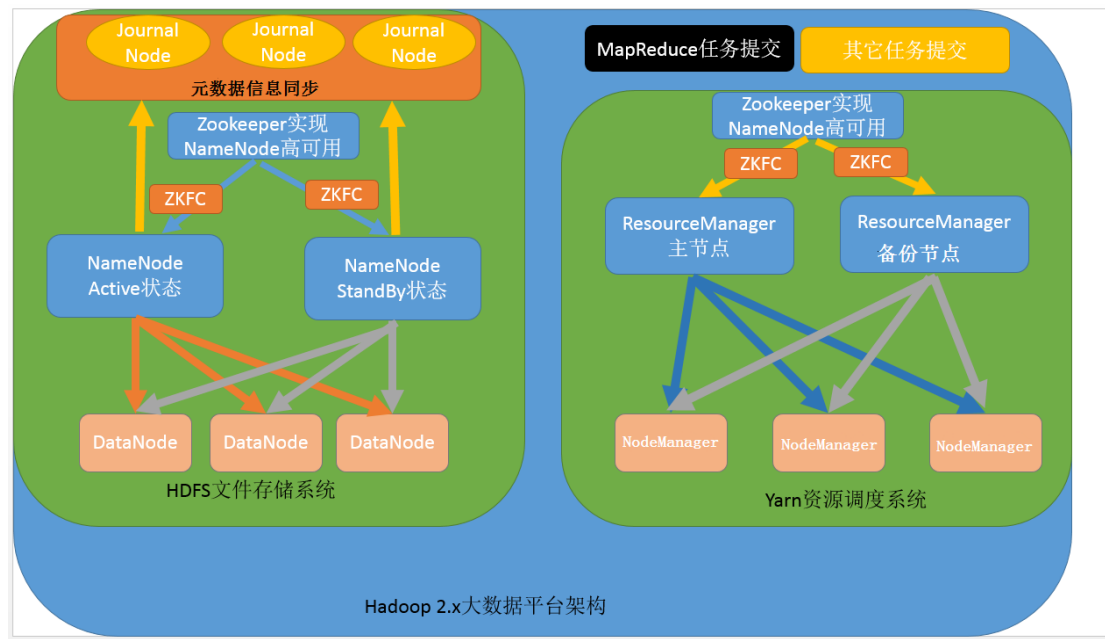 Journal
Node
Journal
Node
Journal
Node
元数据信息同步
Zookeeper实现
NameNode高可用
ZKFC
ZKFC
NameNode
Active状态
NameNode
StandBy状态
DataNode
DataNode
DataNode
HDFS文件存储系统
MapReduce任务提交
其它任务提交
Zookeeper实现
NameNode高可用
ZKFC
ZKFC
ResourceManager
主节点
ResourceManager
备份节点
NodeManager
NodeManager
NodeManager
Yarn资源调度系统
Hadoop 2.x大数据平台架构